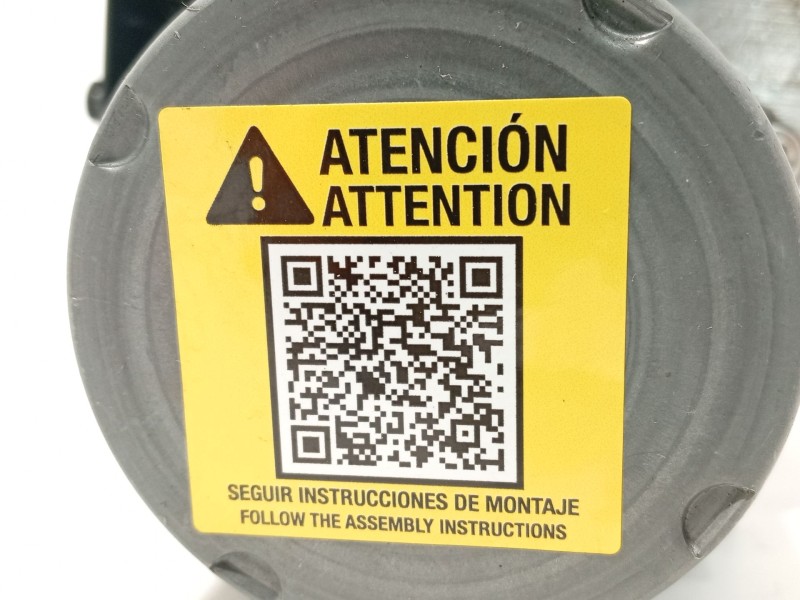 ATENCIÓN
ATTENTION
SEGUIR INSTRUCCIONES DE MONTAJE
FOLLOW THE ASSEMBLY INSTRUCTIONS